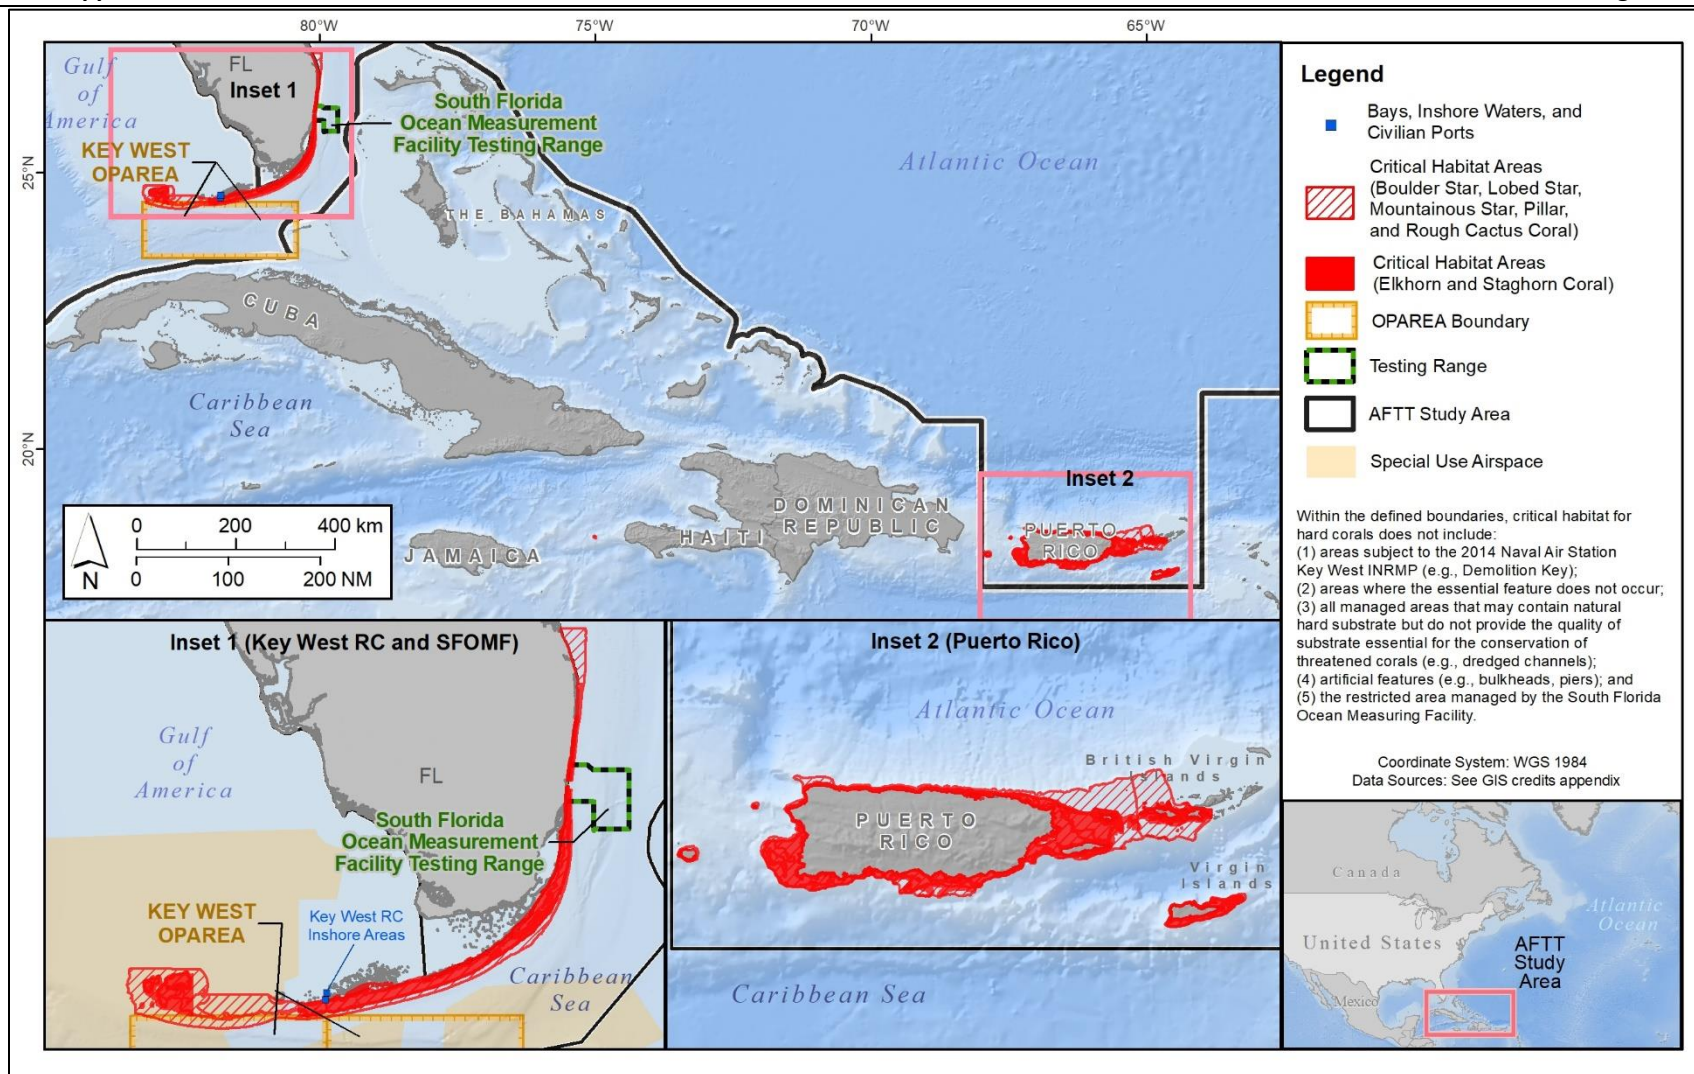 80°W
75°W
70°W
65°W
25°N
20°N
Gulf
of
America
FL
Inset 1
South Florida
Ocean Measurement
Facility Testing Range
KEY WEST
OPAREA
Atlantic Ocean
THE BAHAMAS
CUBA
Caribbean
Sea
Inset 2
DOMINICAN
REPUBLIC
HAITI
JAMAICA
PUERTO
RICO
0 200 400 km
0 100 200 NM
N
Legend
Bays, Inshore Waters, and
Civilian Ports
Critical Habitat Areas
(Boulder Star, Lobed Star,
Mountainous Star, Pillar,
and Rough Cactus Coral)
Critical Habitat Areas
(Elkhorn and Staghorn Coral)
OPAREA Boundary
Testing Range
AFTT Study Area
Special Use Airspace
Within the defined boundaries, critical habitat for
hard corals does not include:
(1) areas subject to the 2014 Naval Air Station
Key West INRMP (e.g., Demolition Key);
(2) areas where the essential feature does not occur;
(3) all managed areas that may contain natural
hard substrate but do not provide the quality of
substrate essential for the conservation of
threatened corals (e.g., dredged channels);
(4) artificial features (e.g., bulkheads, piers); and
(5) the restricted area managed by the South Florida
Ocean Measuring Facility.
Coordinate System: WGS 1984
Data Sources: See GIS credits appendix
Inset 1 (Key West RC and SFOMF)
Gulf
of
America
FL
South Florida
Ocean Measurement
Facility Testing Range
KEY WEST
OPAREA
Key West RC
Inshore Areas
Caribbean
Sea
Inset 2 (Puerto Rico)
Atlantic Ocean
British Virgin
Islands
PUERTO
RICO
Virgin
Islands
Caribbean Sea
Canada
United States
Mexico
Atlantic
Ocean
AFTT
Study
Area